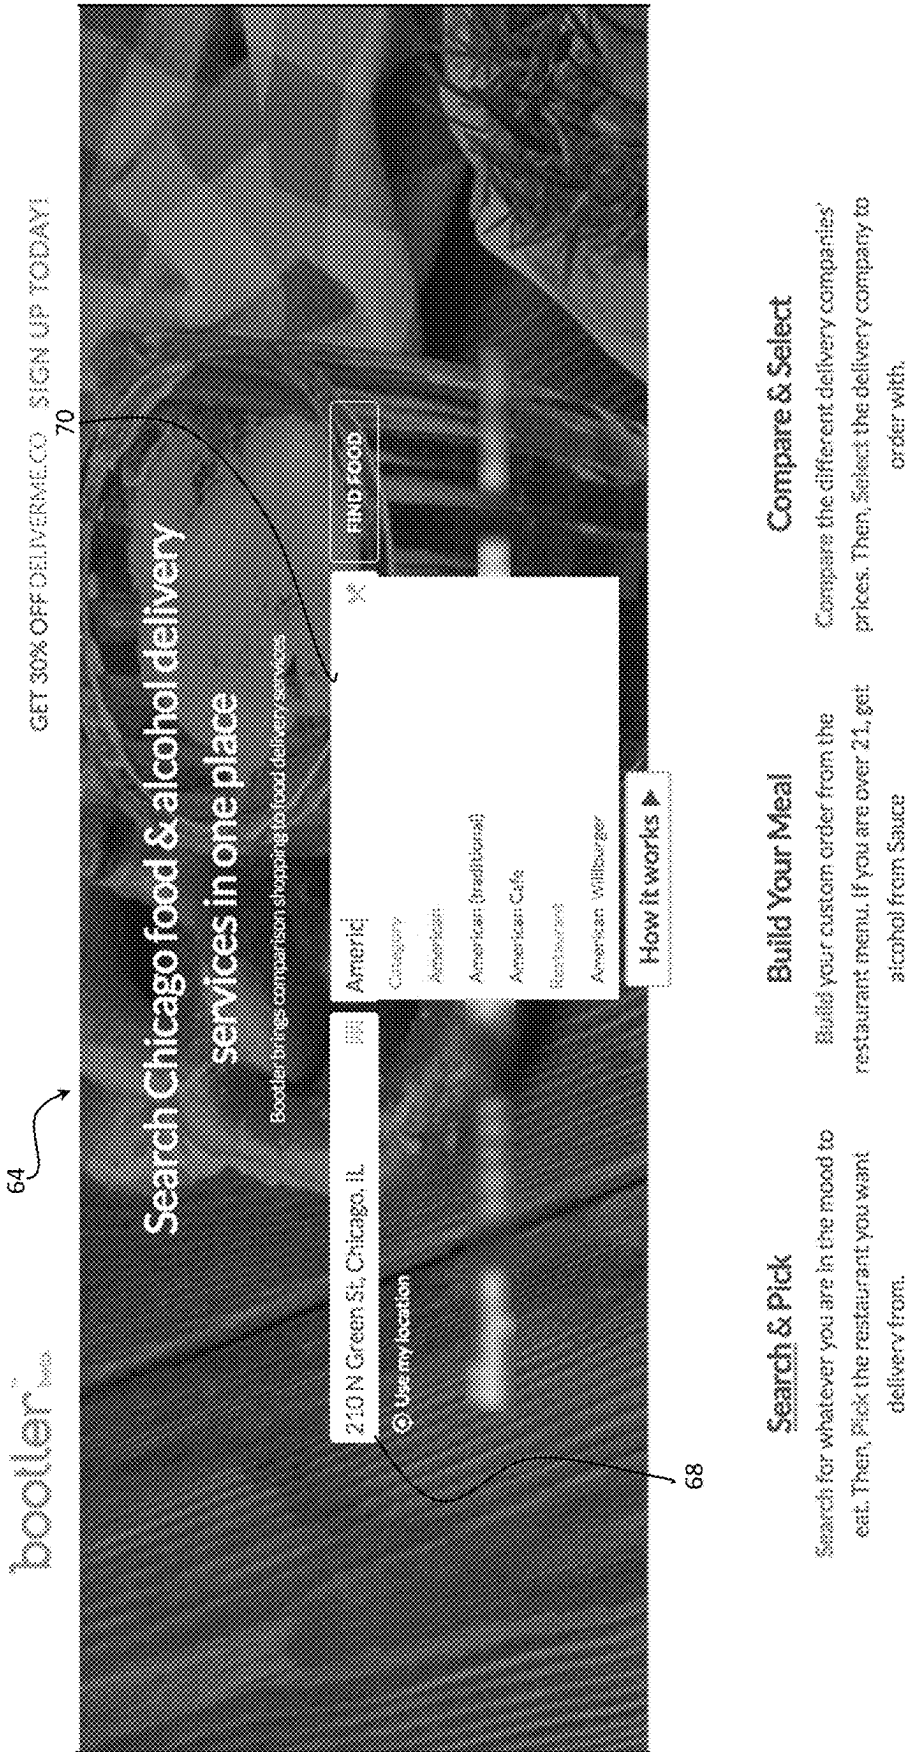 GET 30% OFF DELIVERME.CO SIGN UP TODAY!
64
70
Search Chicago food & alcohol delivery
services in one place
Bootler brings comparison shopping to food delivery services
210 N Green St, Chicago, IL
Americ
FIND FOOD
Use my location
Category
American
American (traditional)
American Cafe
Restaurant
American Wildburger
How it works
68
Search & Pick
Search for whatever you are in the mood to
eat. Then, Pick the restaurant you want
delivery from.
Build Your Meal
Build your custom order from the
restaurant menu. If you are over 21, get
alcohol from Sauce
Compare & Select
Compare the different delivery companies'
prices. Then, Select the delivery company to
order with.